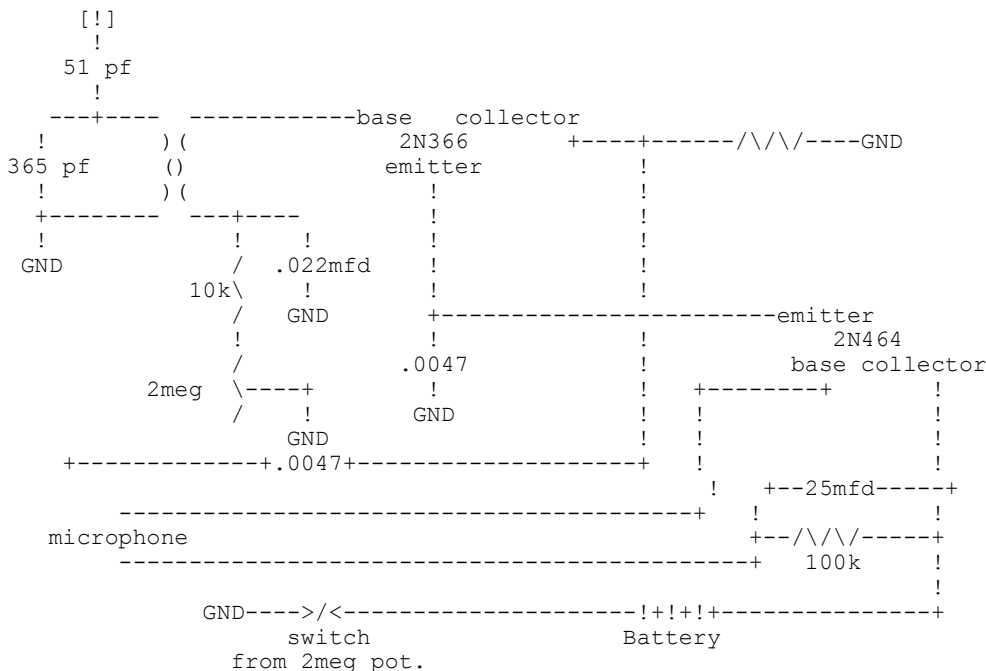 [!]
!
51 pf
!
---+---- ------------base collector
! )( 2N366 +----+------/\/\/----GND
365 pf () emitter !
! )( ! !
+-------- ---+---- ! !
! ! ! ! !
GND / .022mfd ! !
10k\ ! ! !
/ GND +-----------------------emitter
! ! ! 2N464
/ .0047 ! base collector
2meg \----+ ! ! +--------+ !
/ ! GND ! ! !
GND ! ! !
+-------------+.0047+-------------------+ ! !
! +--25mfd-----+
---------------------------------------+ ! !
microphone +--/\/\/-----+
-------------------------------------------+ 100k !
!
GND---->/<--------------------!+!+!+---------------+
switch Battery
from 2meg pot.